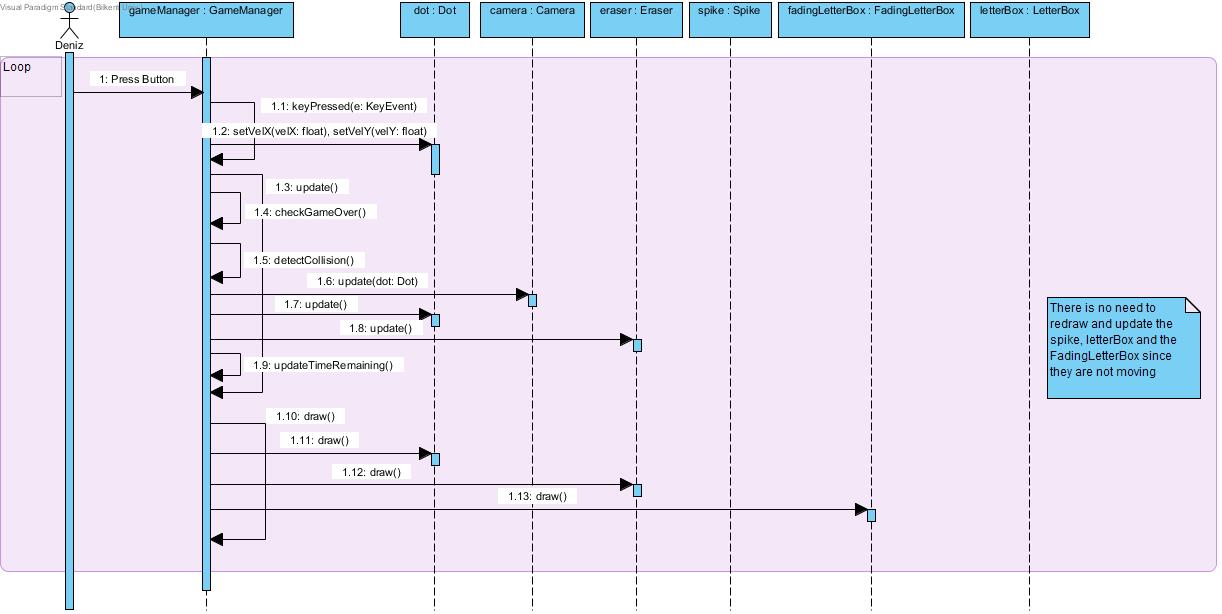 Visual Paradigm Standard(Bilkent
gameManager : GameManager
dot : Dot
camera : Camera
eraser : Eraser
spike : Spike
fadingLetterBox : FadingLetterBox
letterBox : LetterBox
Deniz
Loop
1: Press Button
1.1: keyPressed(e: KeyEvent)
1.2: setVelX(velX: float), setVelY(velY: float)
1.3: update()
1.4: checkGameOver()
1.5: detectCollision()
1.6: update(dot: Dot)
1.7: update()
1.8: update()
1.9: updateTimeRemaining()
There is no need to
redraw and update the
spike, letterBox and the
FadingLetterBox since
they are not moving
1.10: draw()
1.11: draw()
1.12: draw()
1.13: draw()